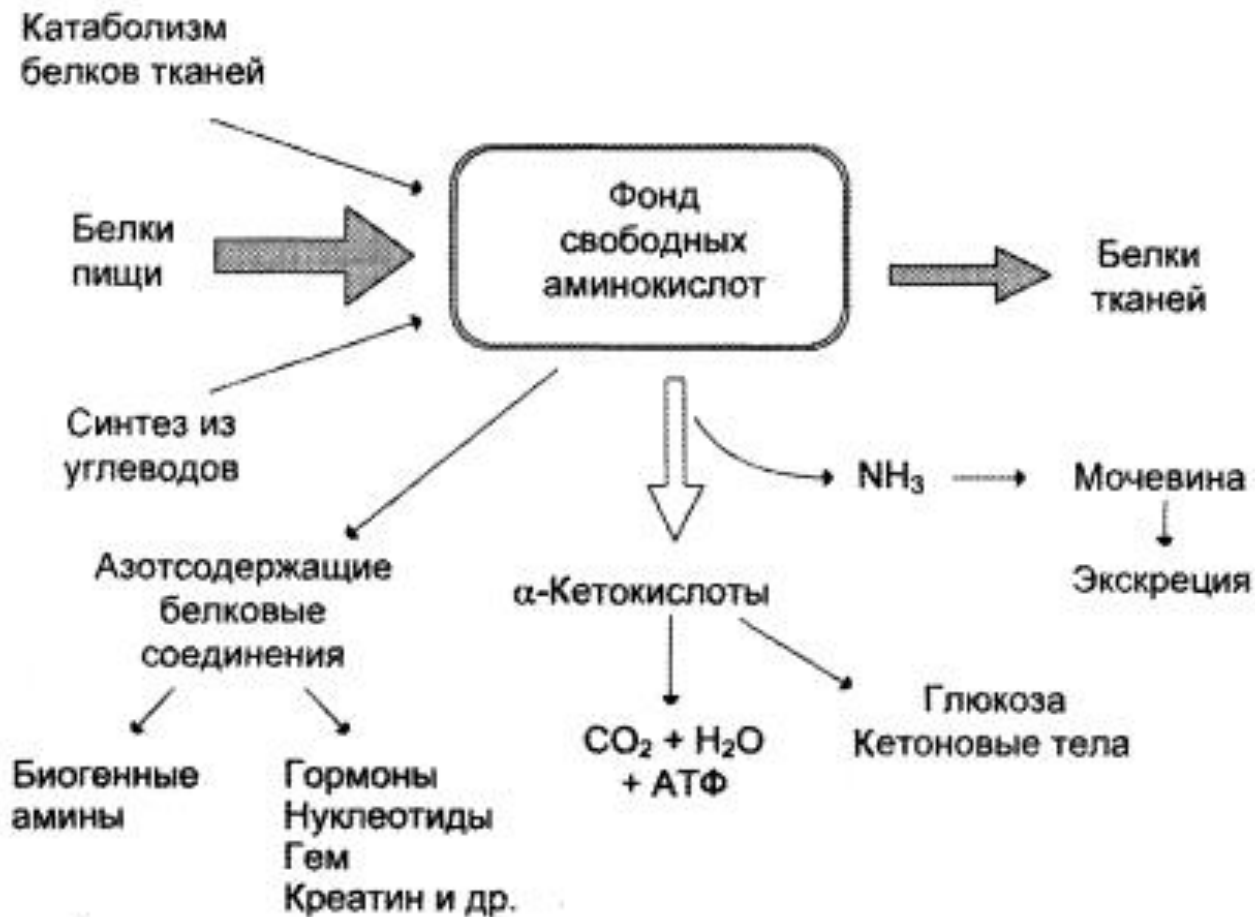 Катаболизм
белков тканей
Фонд
свободных
аминокислот
Белки
пищи
Белки
тканей
Синтез из
углеводов
NH₃
Мочевина
Экскреция
Азотсодержащие
белковые
соединения
α-Кетокислоты
Биогенные
амины
Гормоны
Нуклеотиды
Гем
Креатин и др.
CO₂ + H₂O
+ АТФ
Глюкоза
Кетоновые тела